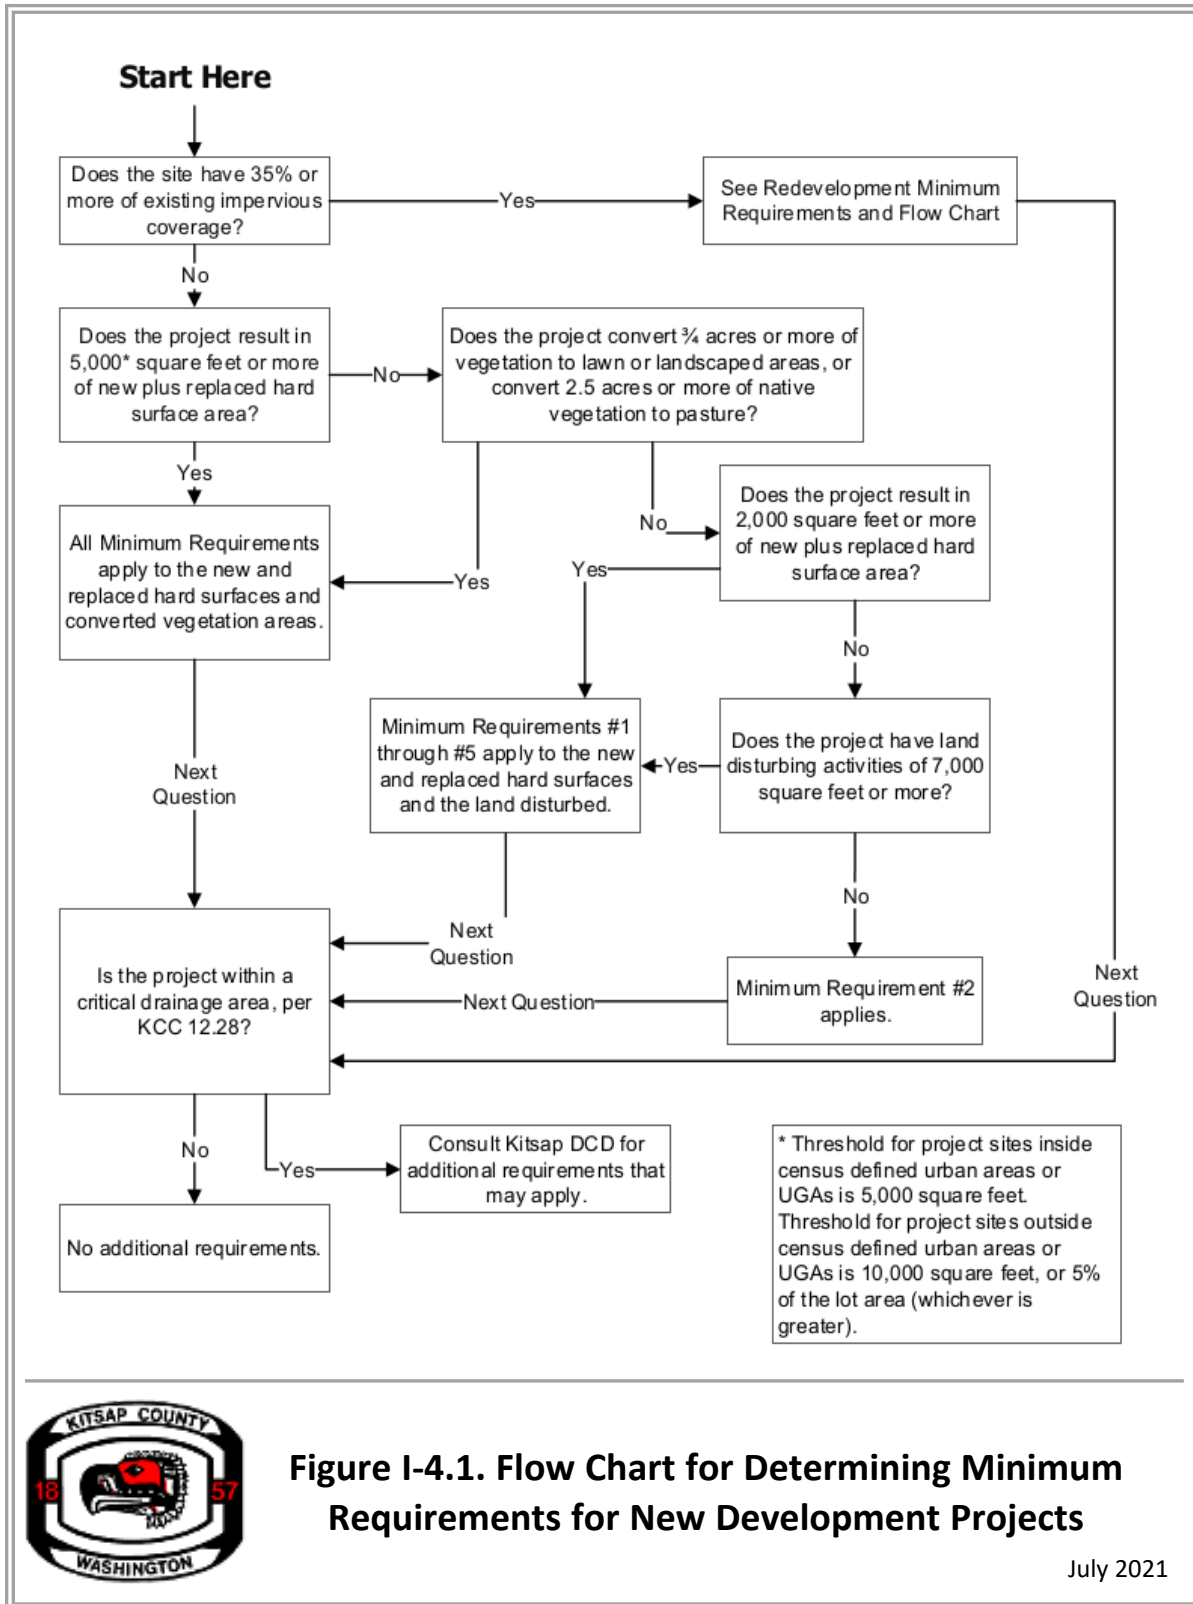 Start Here
Does the site have 35% or
more of existing impervious
coverage?
Yes
See Redevelopment Minimum
Requirements and Flow Chart
No
Does the project result in
5,000* square feet or more
of new plus replaced hard
surface area?
No
Does the project convert ¾ acres or more of
vegetation to lawn or landscaped areas, or
convert 2.5 acres or more of native
vegetation to pasture?
Yes
All Minimum Requirements
apply to the new and
replaced hard surfaces and
converted vegetation areas.
Yes
No
Does the project result in
2,000 square feet or more
of new plus replaced hard
surface area?
Yes
No
Minimum Requirements #1
through #5 apply to the new
and replaced hard surfaces
and the land disturbed.
Yes
Does the project have land
disturbing activities of 7,000
square feet or more?
Next
Question
No
Next
Question
Is the project within a
critical drainage area, per
KCC 12.28?
Next Question
Minimum Requirement #2
applies.
Next
Question
No
Yes
Consult Kitsap DCD for
additional requirements that
may apply.
No additional requirements.
* Threshold for project sites inside
census defined urban areas or
UGAs is 5,000 square feet.
Threshold for project sites outside
census defined urban areas or
UGAs is 10,000 square feet, or 5%
of the lot area (whichever is
greater).
KITSAP COUNTY
18 57
WASHINGTON
Figure I-4.1. Flow Chart for Determining Minimum
Requirements for New Development Projects
July 2021